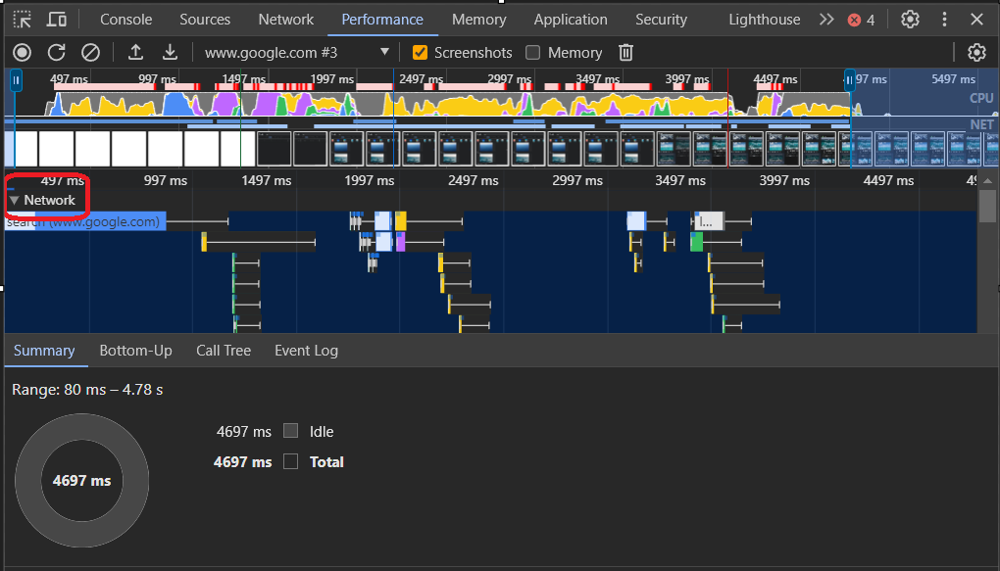 Console Sources Network Performance Memory Application Security Lighthouse 4
www.google.com #3 Screenshots Memory
497 ms 997 ms 1497 ms 1997 ms 2497 ms 2997 ms 3497 ms 3997 ms 4497 ms 97 ms 5497 ms
CPU
NET
497 ms 997 ms 1497 ms 1997 ms 2497 ms 2997 ms 3497 ms 3997 ms 4497 ms 49
Network
search (www.google.com) l...
Summary Bottom-Up Call Tree Event Log
Range: 80 ms – 4.78 s
4697 ms Idle
4697 ms Total
4697 ms